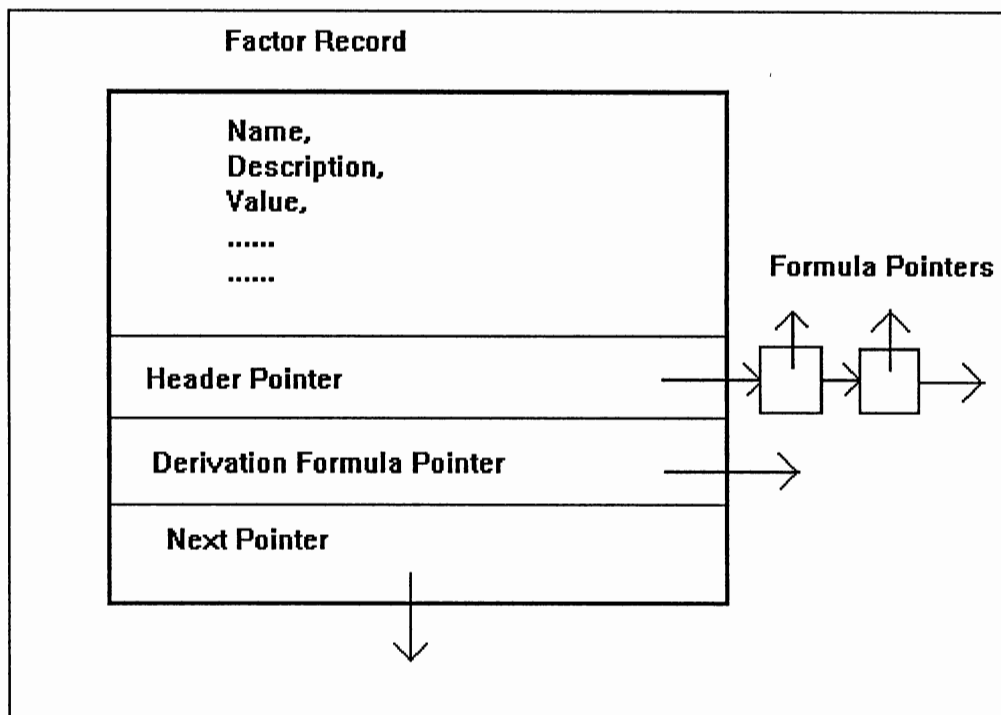 Factor Record
Name,
Description,
Value,
......
......
Formula Pointers
Header Pointer
Derivation Formula Pointer
Next Pointer